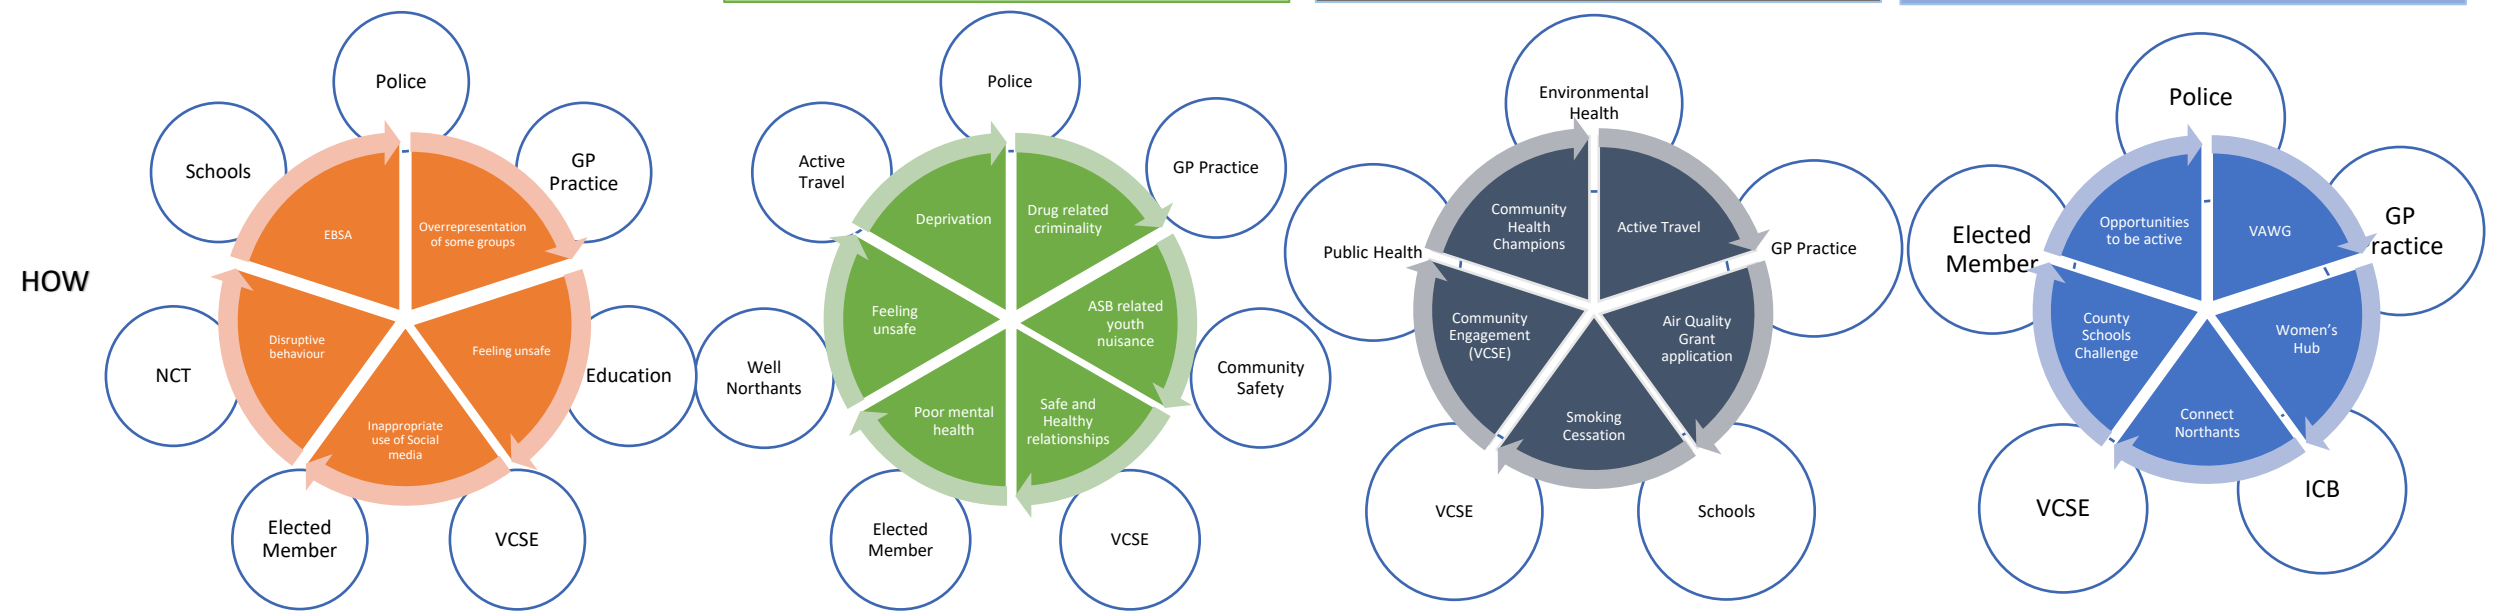 HOW
Police
GP
Practice
Education
VCSE
Elected
Member
NCT
Schools
Overrepresentation
of some groups
Feeling unsafe
Inappropriate
use of Social
media
Disruptive
behaviour
EBSA
Police
GP Practice
Community
Safety
VCSE
Elected
Member
Well
Northants
Active
Travel
Drug related
criminality
ASB related
youth
nuisance
Safe and
Healthy
relationships
Poor mental
health
Feeling
unsafe
Deprivation
Environmental
Health
GP Practice
Schools
VCSE
Public Health
Active Travel
Air Quality
Grant
application
Smoking
Cessation
Community
Engagement
(VCSE)
Community
Health
Champions
Police
GP
ractice
ICB
VCSE
Elected
Member
VAWG
Women's
Hub
Connect
Northants
County
Schools
Challenge
Opportunities
to be active